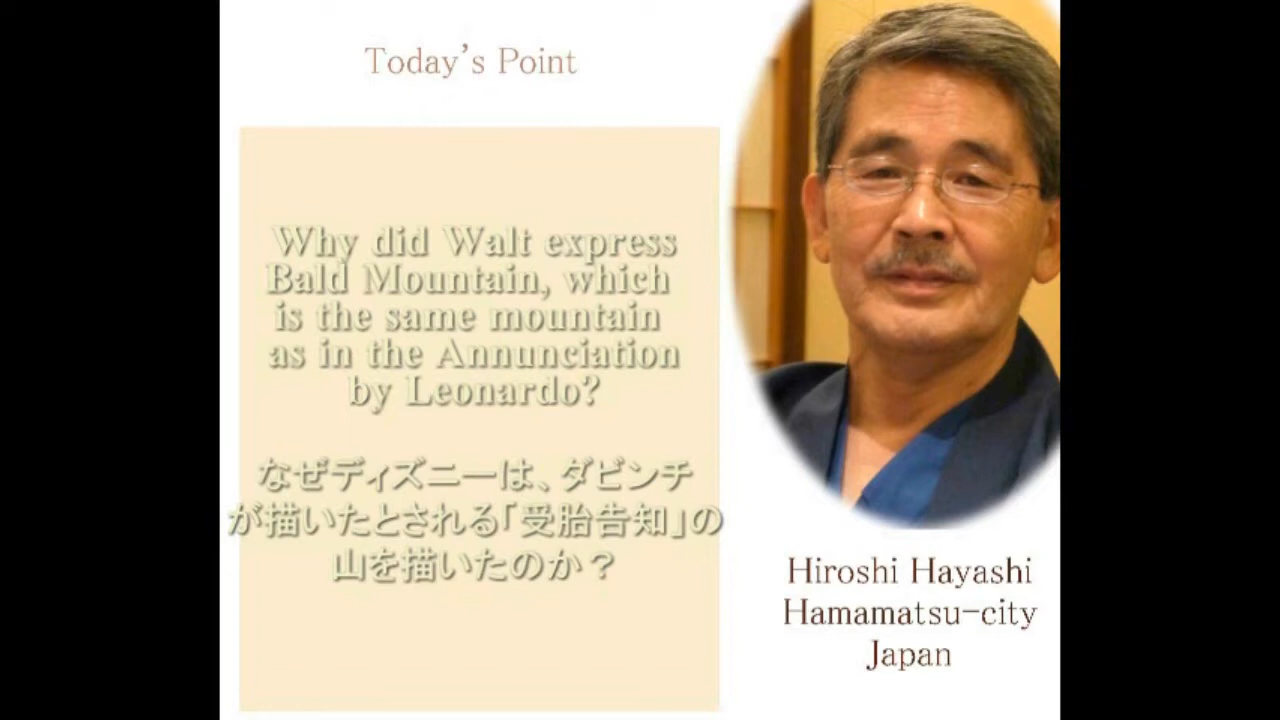 Today's Point
Why did Walt express
Bald Mountain, which
is the same mountain
as in the Annunciation
by Leonardo?
なぜディズニーは、ダビンチ
が描いたとされる「受胎告知」の
山を描いたのか？
Hiroshi Hayashi
Hamamatsu-city
Japan